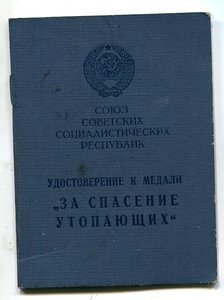 СОЮЗ
СОВЕТСКИХ
СОЦИАЛИСТИЧЕСКИХ
РЕСПУБЛИК
УДОСТОВЕРЕНИЕ К МЕДАЛИ
„ЗА СПАСЕНИЕ
УТОПАЮЩИХ“